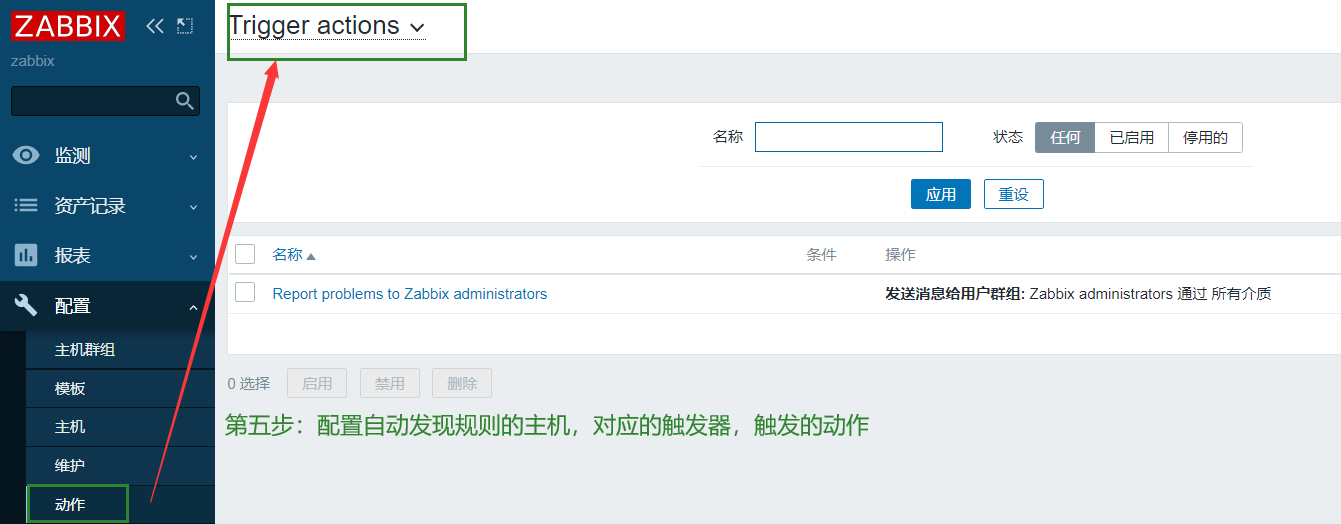 ZABBIX
zabbix
监测
资产记录
报表
配置
主机群组
模板
主机
维护
动作
Trigger actions
名称
状态 任何 已启用 停用的
应用 重设
名称 条件 操作
Report problems to Zabbix administrators 发送消息给用户群组: Zabbix administrators 通过 所有介质
0 选择 启用 禁用 删除
第五步：配置自动发现规则的主机，对应的触发器，触发的动作